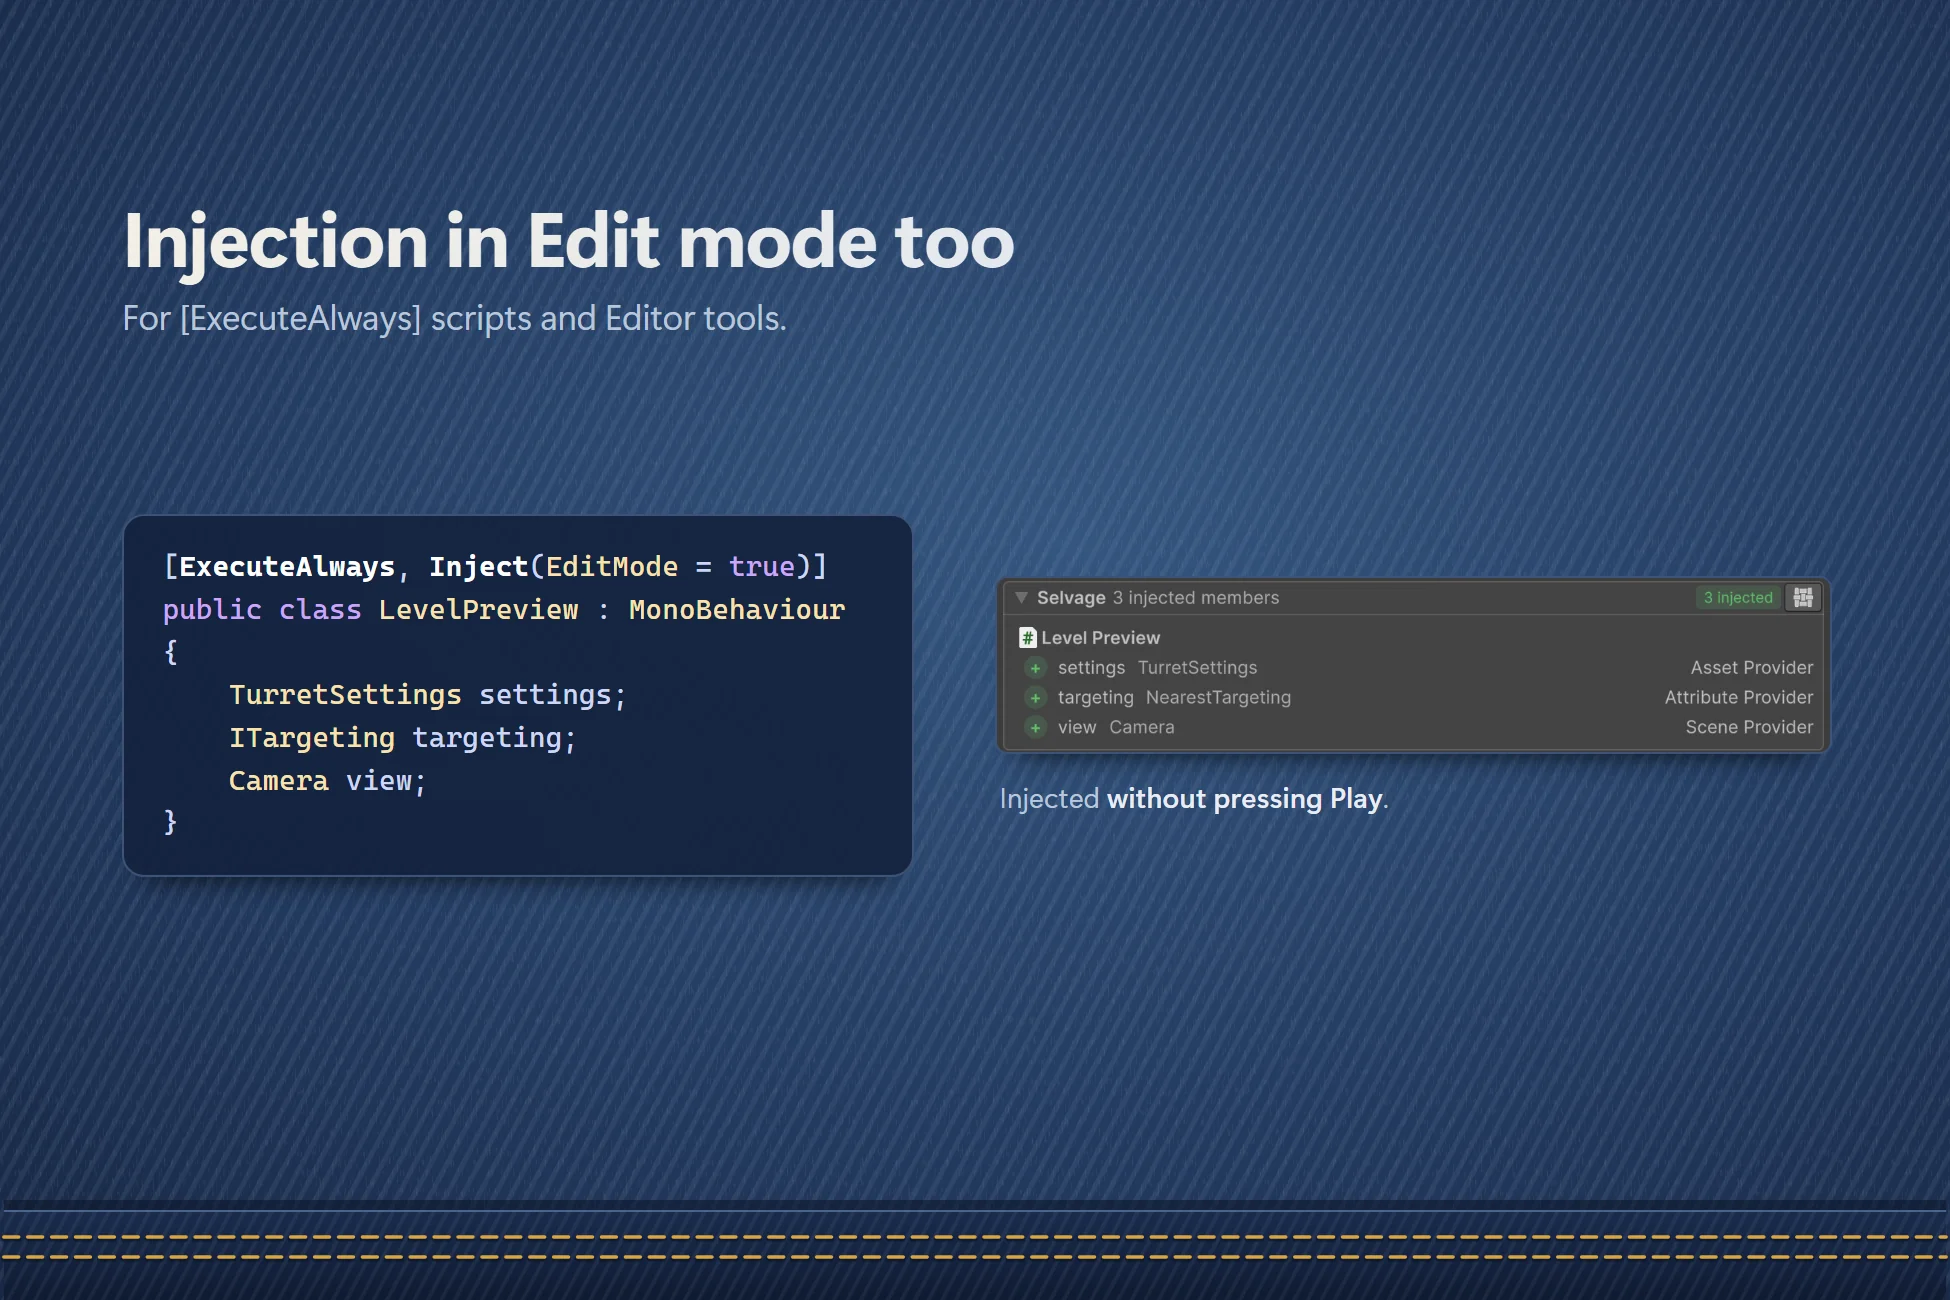 Injection in Edit mode too
For [ExecuteAlways] scripts and Editor tools.
[ExecuteAlways, Inject(EditMode = true)]
public class LevelPreview : MonoBehaviour
{
    TurretSettings settings;
    ITargeting targeting;
    Camera view;
}
Selvage 3 injected members 3 injected
# Level Preview
+ settings TurretSettings Asset Provider
+ targeting NearestTargeting Attribute Provider
+ view Camera Scene Provider
Injected without pressing Play.